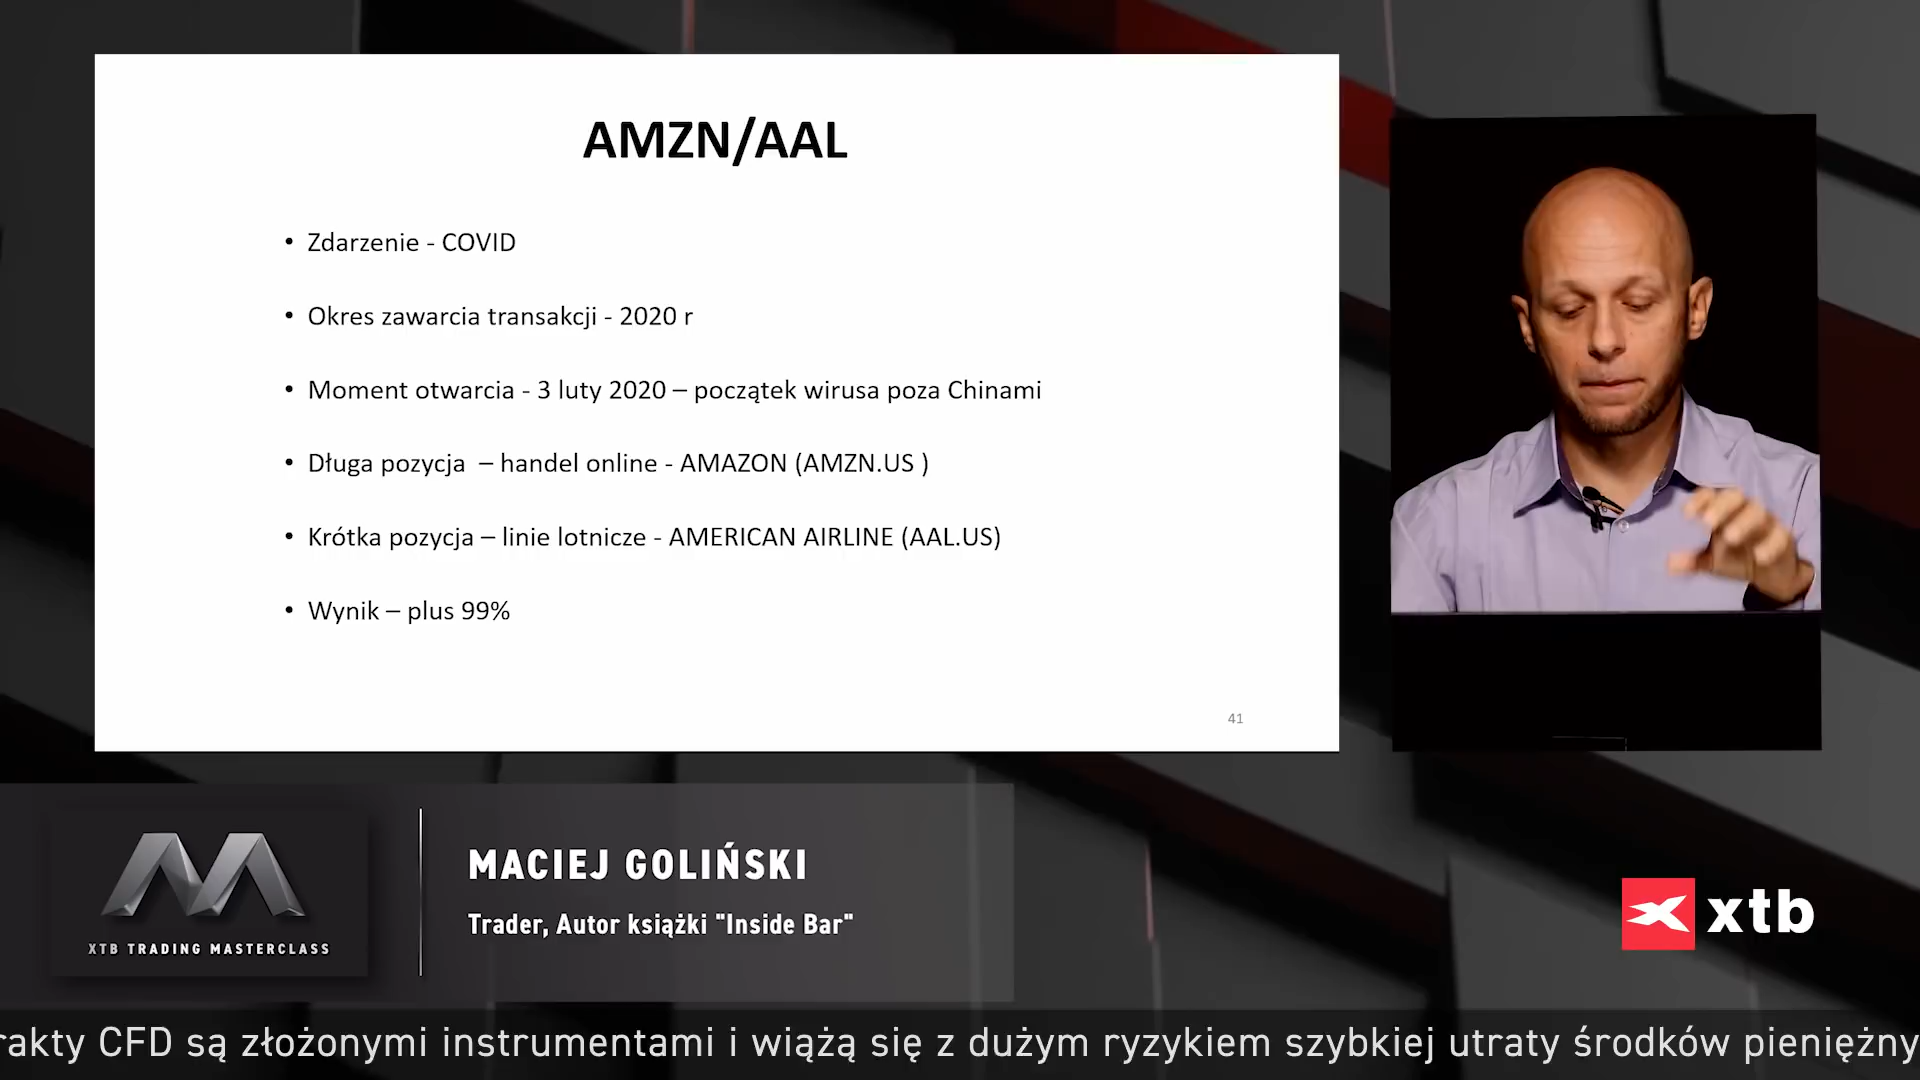 AMZN/AAL
• Zdarzenie - COVID
• Okres zawarcia transakcji - 2020 r
• Moment otwarcia - 3 luty 2020 – początek wirusa poza Chinami
• Długa pozycja – handel online - AMAZON (AMZN.US )
• Krótka pozycja – linie lotnicze - AMERICAN AIRLINE (AAL.US)
• Wynik – plus 99%
41
XTB TRADING MASTERCLASS
MACIEJ GOLIŃSKI
Trader, Autor książki "Inside Bar"
xtb
rakty CFD są złożonymi instrumentami i wiążą się z dużym ryzykiem szybkiej utraty środków pieniężny